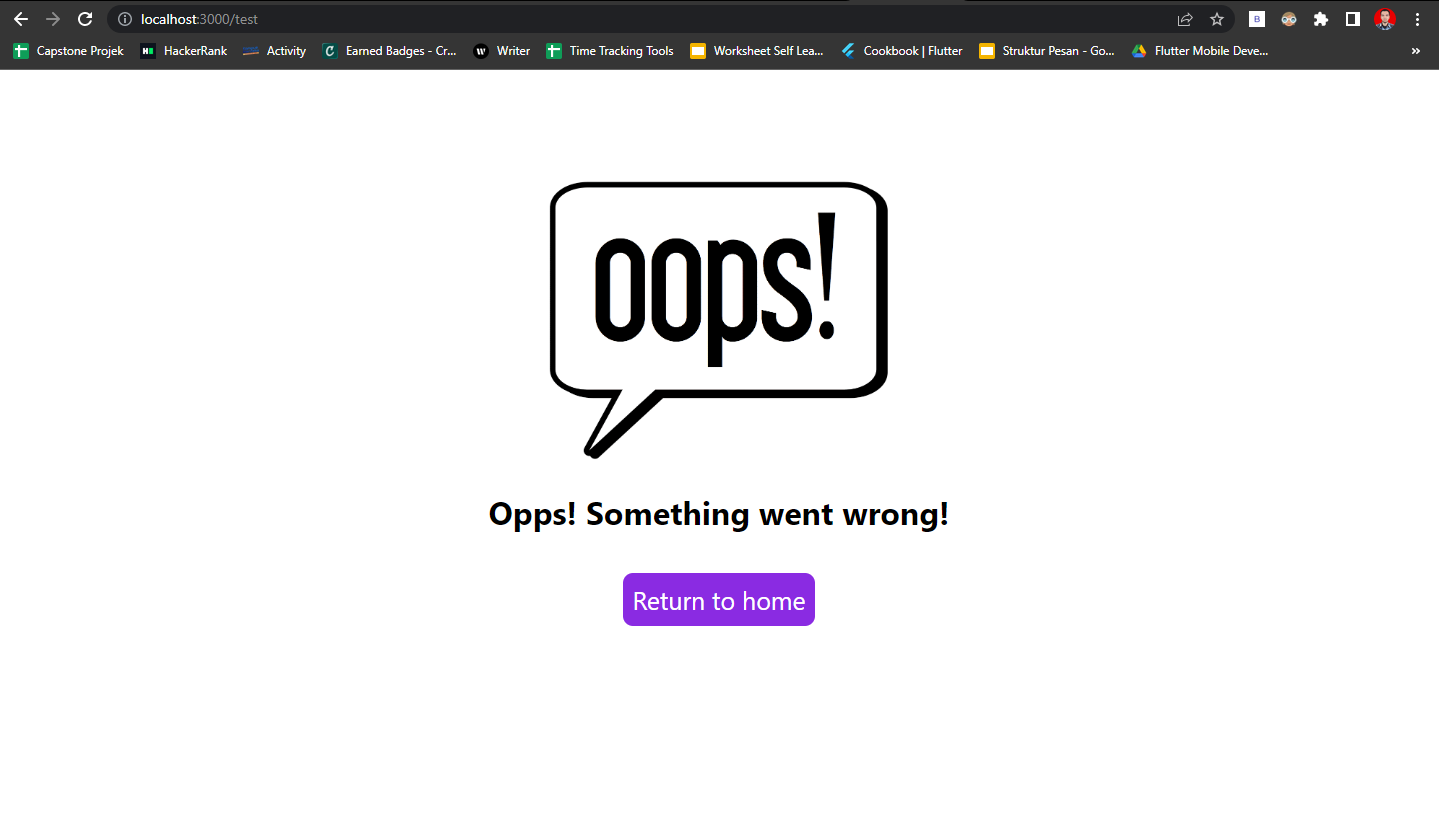 localhost:3000/test
Capstone Projek HackerRank Activity Earned Badges - Cr... Writer Time Tracking Tools Worksheet Self Lea... Cookbook | Flutter Struktur Pesan - Go... Flutter Mobile Deve... »
oops!
Opps! Something went wrong!
Return to home